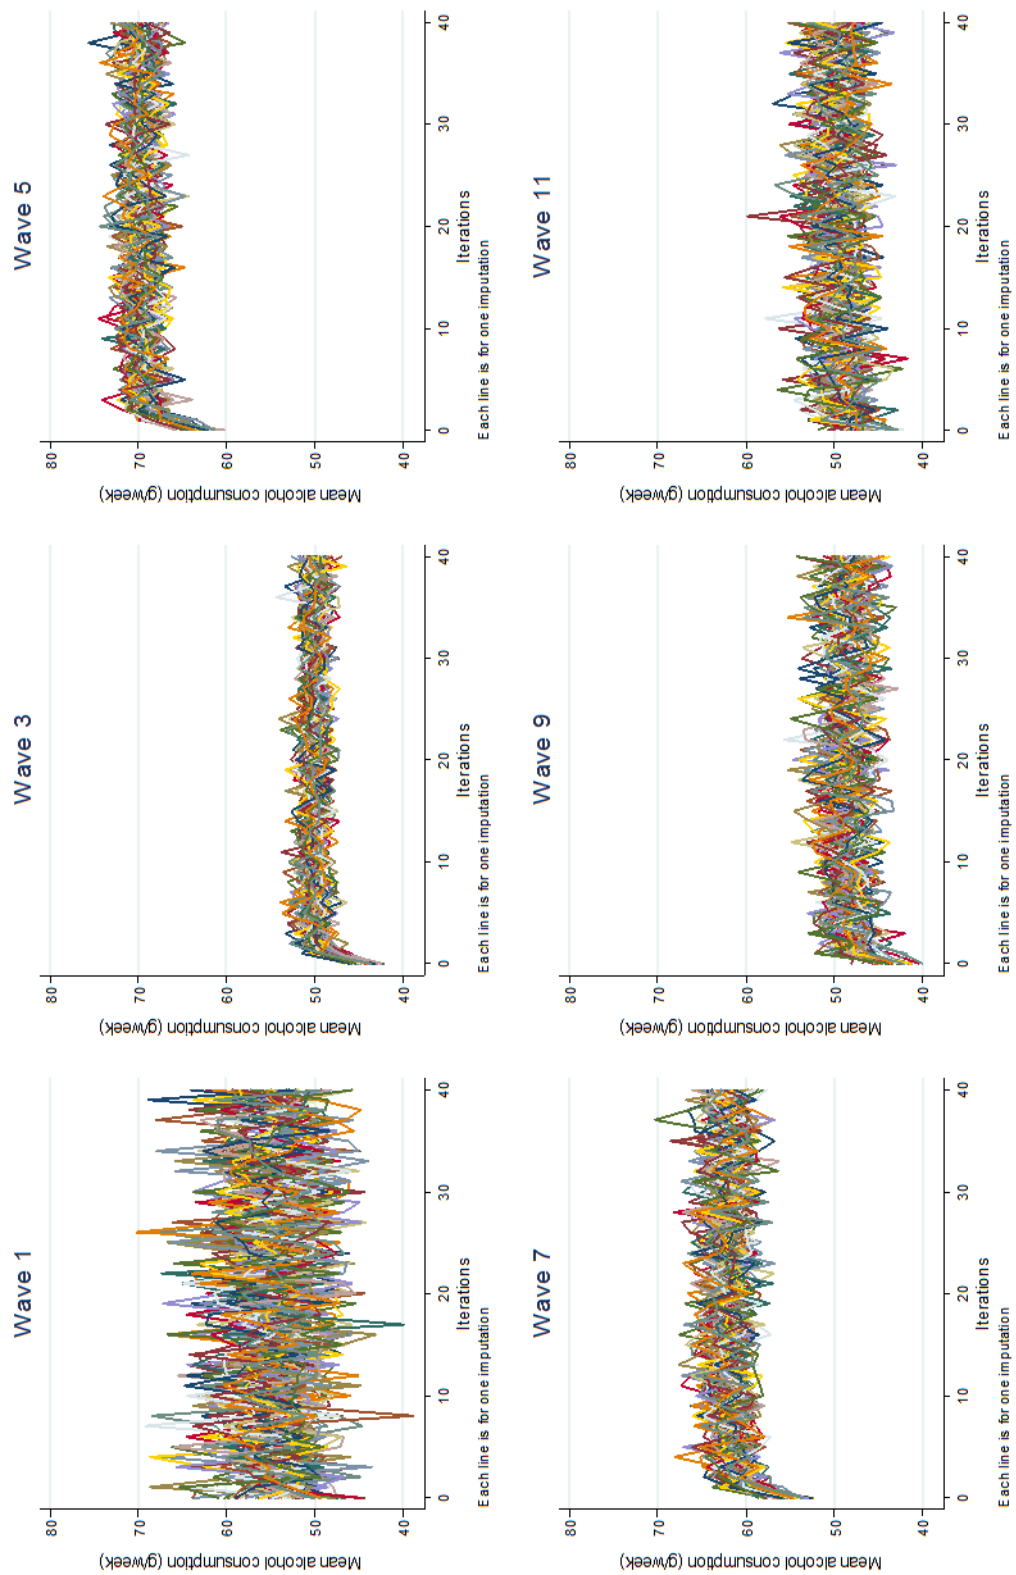 Wave 1
Mean alcohol consumption (g/week)
80
70
60
50
40
0 10 20 30 40
Iterations
Each line is for one imputation
Wave 3
Mean alcohol consumption (g/week)
80
70
60
50
40
0 10 20 30 40
Iterations
Each line is for one imputation
Wave 5
Mean alcohol consumption (g/week)
80
70
60
50
40
0 10 20 30 40
Iterations
Each line is for one imputation
Wave 7
Mean alcohol consumption (g/week)
80
70
60
50
40
0 10 20 30 40
Iterations
Each line is for one imputation
Wave 9
Mean alcohol consumption (g/week)
80
70
60
50
40
0 10 20 30 40
Iterations
Each line is for one imputation
Wave 11
Mean alcohol consumption (g/week)
80
70
60
50
40
0 10 20 30 40
Iterations
Each line is for one imputation